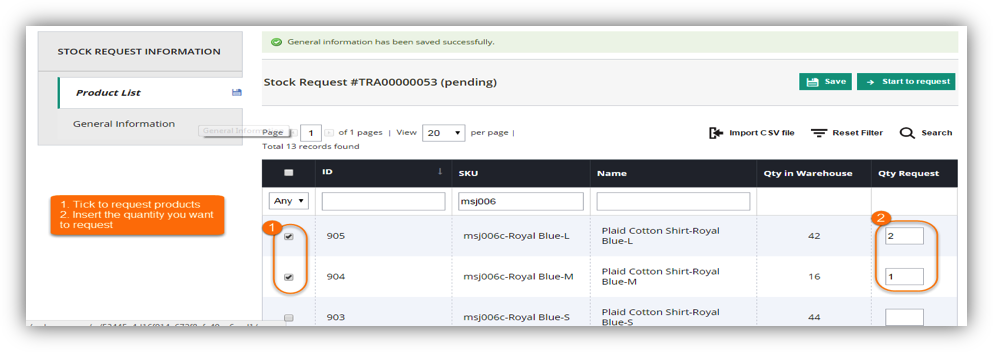 STOCK REQUEST INFORMATION
Product List
General Information
General Inform
General information has been saved successfully.
Stock Request #TRA00000053 (pending)
Save
Start to request
Page 1 of 1 pages | View 20 per page |
Total 13 records found
Import CSV file
Reset Filter
Search
ID SKU Name Qty in Warehouse Qty Request
Any msj006
1. Tick to request products
2. Insert the quantity you want
to request
1
2
905 msj006c-Royal Blue-L Plaid Cotton Shirt-Royal
Blue-L 42 2
904 msj006c-Royal Blue-M Plaid Cotton Shirt-Royal
Blue-M 16 1
903 msj006c-Royal Blue-S Plaid Cotton Shirt-Royal
Blue-S 44